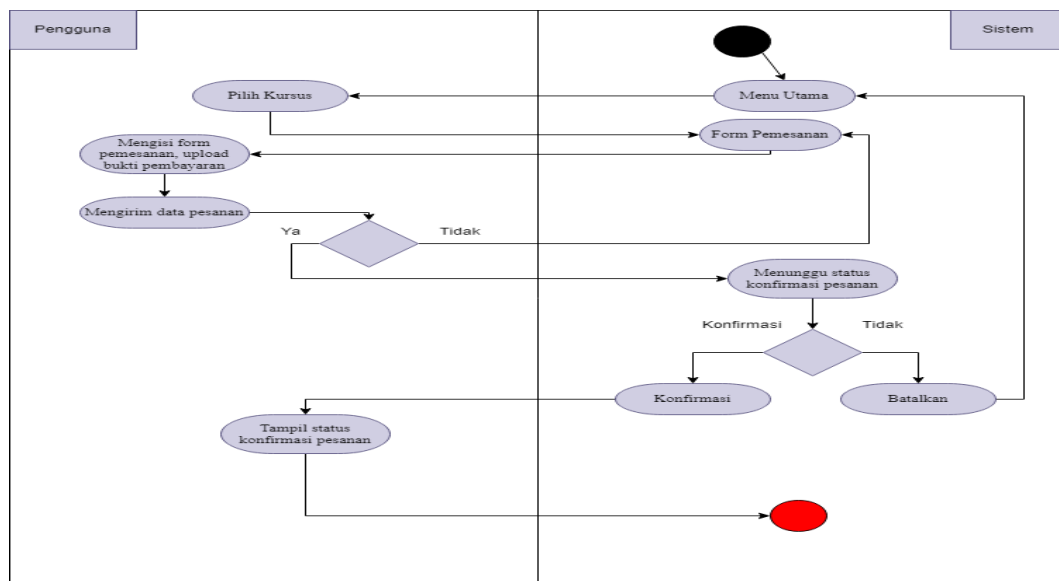 Pengguna
Sistem
Pilih Kursus
Menu Utama
Form Pemesanan
Mengisi form
pemesanan, upload
bukti pembayaran
Mengirim data pesanan
Ya
Tidak
Menunggu status
konfirmasi pesanan
Konfirmasi
Tidak
Konfirmasi
Batalkan
Tampil status
konfirmasi pesanan